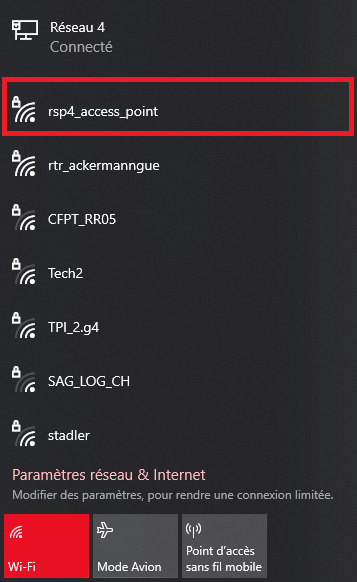 Réseau 4
Connecté
rsp4_access_point
rtr_ackermanngue
CFPT_RR05
Tech2
TPI_2.g4
SAG_LOG_CH
stadler
Paramètres réseau & Internet
Modifier des paramètres, pour rendre une connexion limitée.
Wi-Fi
Mode Avion
Point d'accès
sans fil mobile